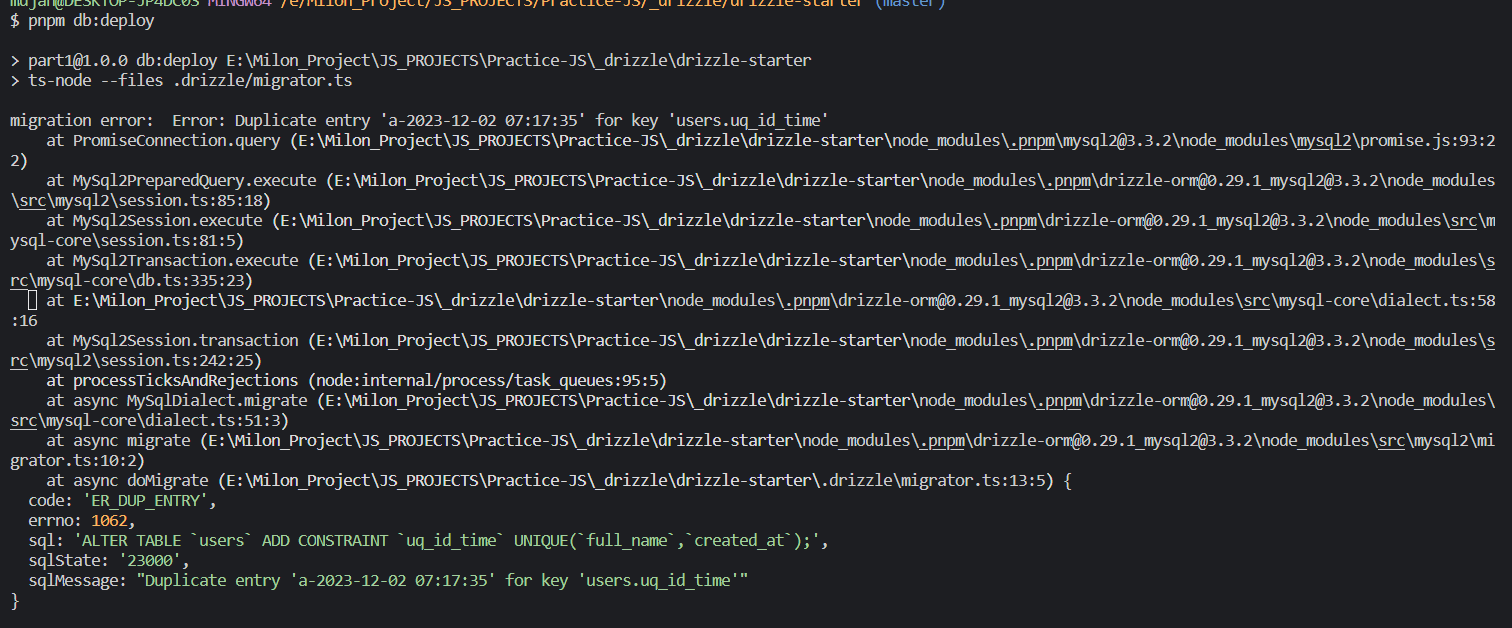 mujah@DESKTOP-JP4DC0S MINGW64 /e/Milon_Project/JS_PROJECTS/Practice-JS/_drizzle/drizzle-starter (master)
$ pnpm db:deploy
> part1@1.0.0 db:deploy E:\Milon_Project\JS_PROJECTS\Practice-JS\_drizzle\drizzle-starter
> ts-node --files .drizzle/migrator.ts
migration error:  Error: Duplicate entry 'a-2023-12-02 07:17:35' for key 'users.uq_id_time'
    at PromiseConnection.query (E:\Milon_Project\JS_PROJECTS\Practice-JS\_drizzle\drizzle-starter\node_modules\.pnpm\mysql2@3.3.2\node_modules\mysql2\promise.js:93:2
2)
    at MySql2PreparedQuery.execute (E:\Milon_Project\JS_PROJECTS\Practice-JS\_drizzle\drizzle-starter\node_modules\.pnpm\drizzle-orm@0.29.1_mysql2@3.3.2\node_modules
\src\mysql2\session.ts:85:18)
    at MySql2Session.execute (E:\Milon_Project\JS_PROJECTS\Practice-JS\_drizzle\drizzle-starter\node_modules\.pnpm\drizzle-orm@0.29.1_mysql2@3.3.2\node_modules\src\m
ysql-core\session.ts:81:5)
    at MySql2Transaction.execute (E:\Milon_Project\JS_PROJECTS\Practice-JS\_drizzle\drizzle-starter\node_modules\.pnpm\drizzle-orm@0.29.1_mysql2@3.3.2\node_modules\s
rc\mysql-core\db.ts:335:23)
    at E:\Milon_Project\JS_PROJECTS\Practice-JS\_drizzle\drizzle-starter\node_modules\.pnpm\drizzle-orm@0.29.1_mysql2@3.3.2\node_modules\src\mysql-core\dialect.ts:58
:16
    at MySql2Session.transaction (E:\Milon_Project\JS_PROJECTS\Practice-JS\_drizzle\drizzle-starter\node_modules\.pnpm\drizzle-orm@0.29.1_mysql2@3.3.2\node_modules\s
rc\mysql2\session.ts:242:25)
    at processTicksAndRejections (node:internal/process/task_queues:95:5)
    at async MySqlDialect.migrate (E:\Milon_Project\JS_PROJECTS\Practice-JS\_drizzle\drizzle-starter\node_modules\.pnpm\drizzle-orm@0.29.1_mysql2@3.3.2\node_modules\
src\mysql-core\dialect.ts:51:3)
    at async migrate (E:\Milon_Project\JS_PROJECTS\Practice-JS\_drizzle\drizzle-starter\node_modules\.pnpm\drizzle-orm@0.29.1_mysql2@3.3.2\node_modules\src\mysql2\mi
grator.ts:10:2)
    at async doMigrate (E:\Milon_Project\JS_PROJECTS\Practice-JS\_drizzle\drizzle-starter\.drizzle\migrator.ts:13:5) {
  code: 'ER_DUP_ENTRY',
  errno: 1062,
  sql: 'ALTER TABLE `users` ADD CONSTRAINT `uq_id_time` UNIQUE(`full_name`,`created_at`);',
  sqlState: '23000',
  sqlMessage: "Duplicate entry 'a-2023-12-02 07:17:35' for key 'users.uq_id_time'"
}